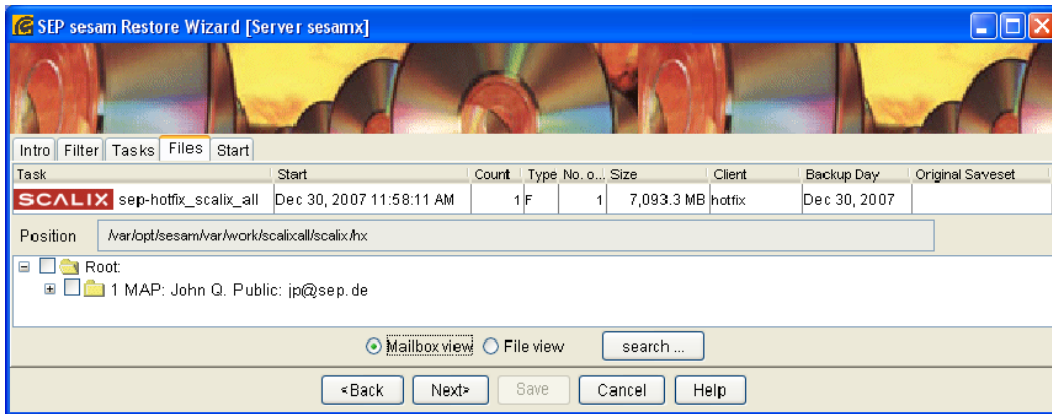 SEP sesam Restore Wizard [Server sesamx]
Intro Filter Tasks Files Start
Task Start Count Type No. o... Size Client Backup Day Original Saveset
SCALIX sep-hotfix_scalix_all Dec 30, 2007 11:58:11 AM 1 F 1 7,093.3 MB hotfix Dec 30, 2007
Position /var/opt/sesam/var/work/scalixall/scalix/hx
Root:
1 MAP: John Q. Public: jp@sep.de
Mailbox view File view search ...
<Back Next> Save Cancel Help